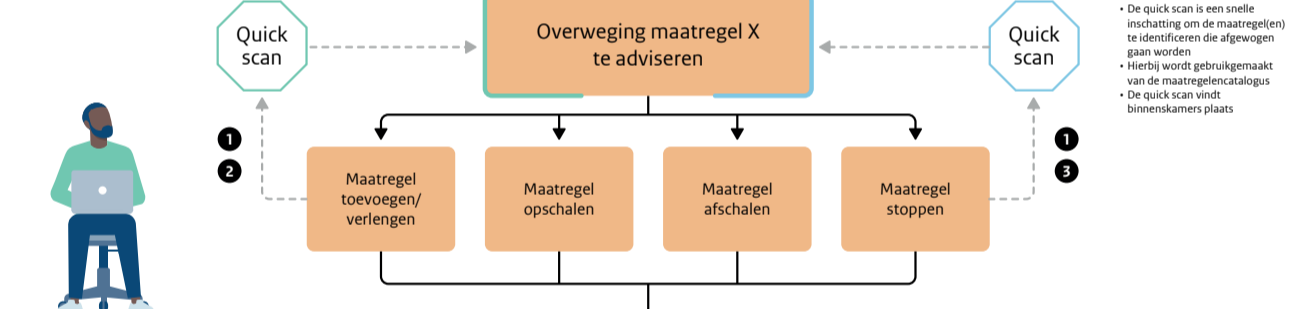 Quick
scan
Overweging maatregel X
te adviseren
Quick
scan
• De quick scan is een snelle
inschatting om de maatregel(en)
te identificeren die afgewogen
gaan worden
• Hierbij wordt gebruikgemaakt
van de maatregelencatalogus
• De quick scan vindt
binnenskamers plaats
1
2
1
3
Maatregel
toevoegen/
verlengen
Maatregel
opschalen
Maatregel
afschalen
Maatregel
stoppen